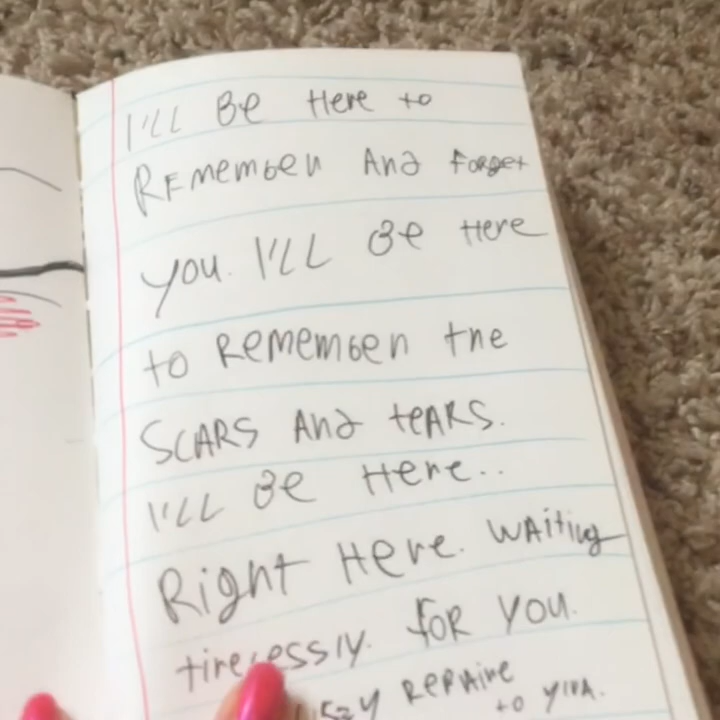 I'LL Be Here to
Remember And Forget
you. I'LL Be Here
to Remember the
SCARS And teARS.
I'LL Be Here..
Right Here. WAiting
tirelessly. foR you.
to